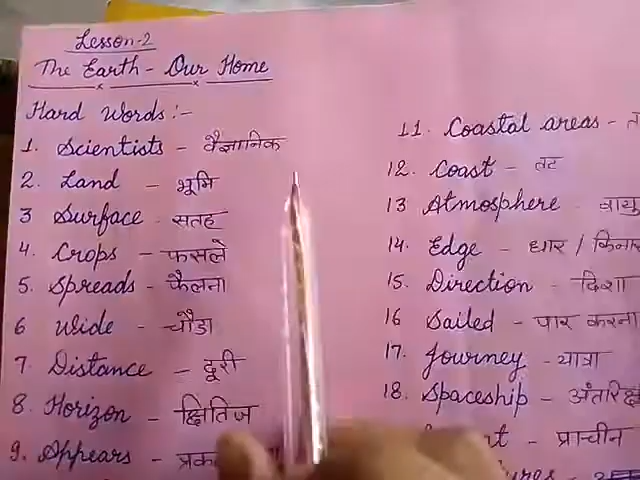 Lesson-2
The Earth - Our Home
Hard Words :-
1. Scientists - वैज्ञानिक
2. Land - भूमि
3 Surface - सतह
4. Crops - फसलें
5. Spreads - फैलना
6 Wide - चौड़ा
7. Distance - दूरी
8. Horizon - क्षितिज
9. Appears -
11. Coastal areas -
12. Coast - तट
13 Atmosphere - वायु
14. Edge - धार / किनार
15. Direction - दिशा
16 Sailed - पार करना
17. Journey - यात्रा
18. Spaceship - अंतरिक्ष
- प्राचीन